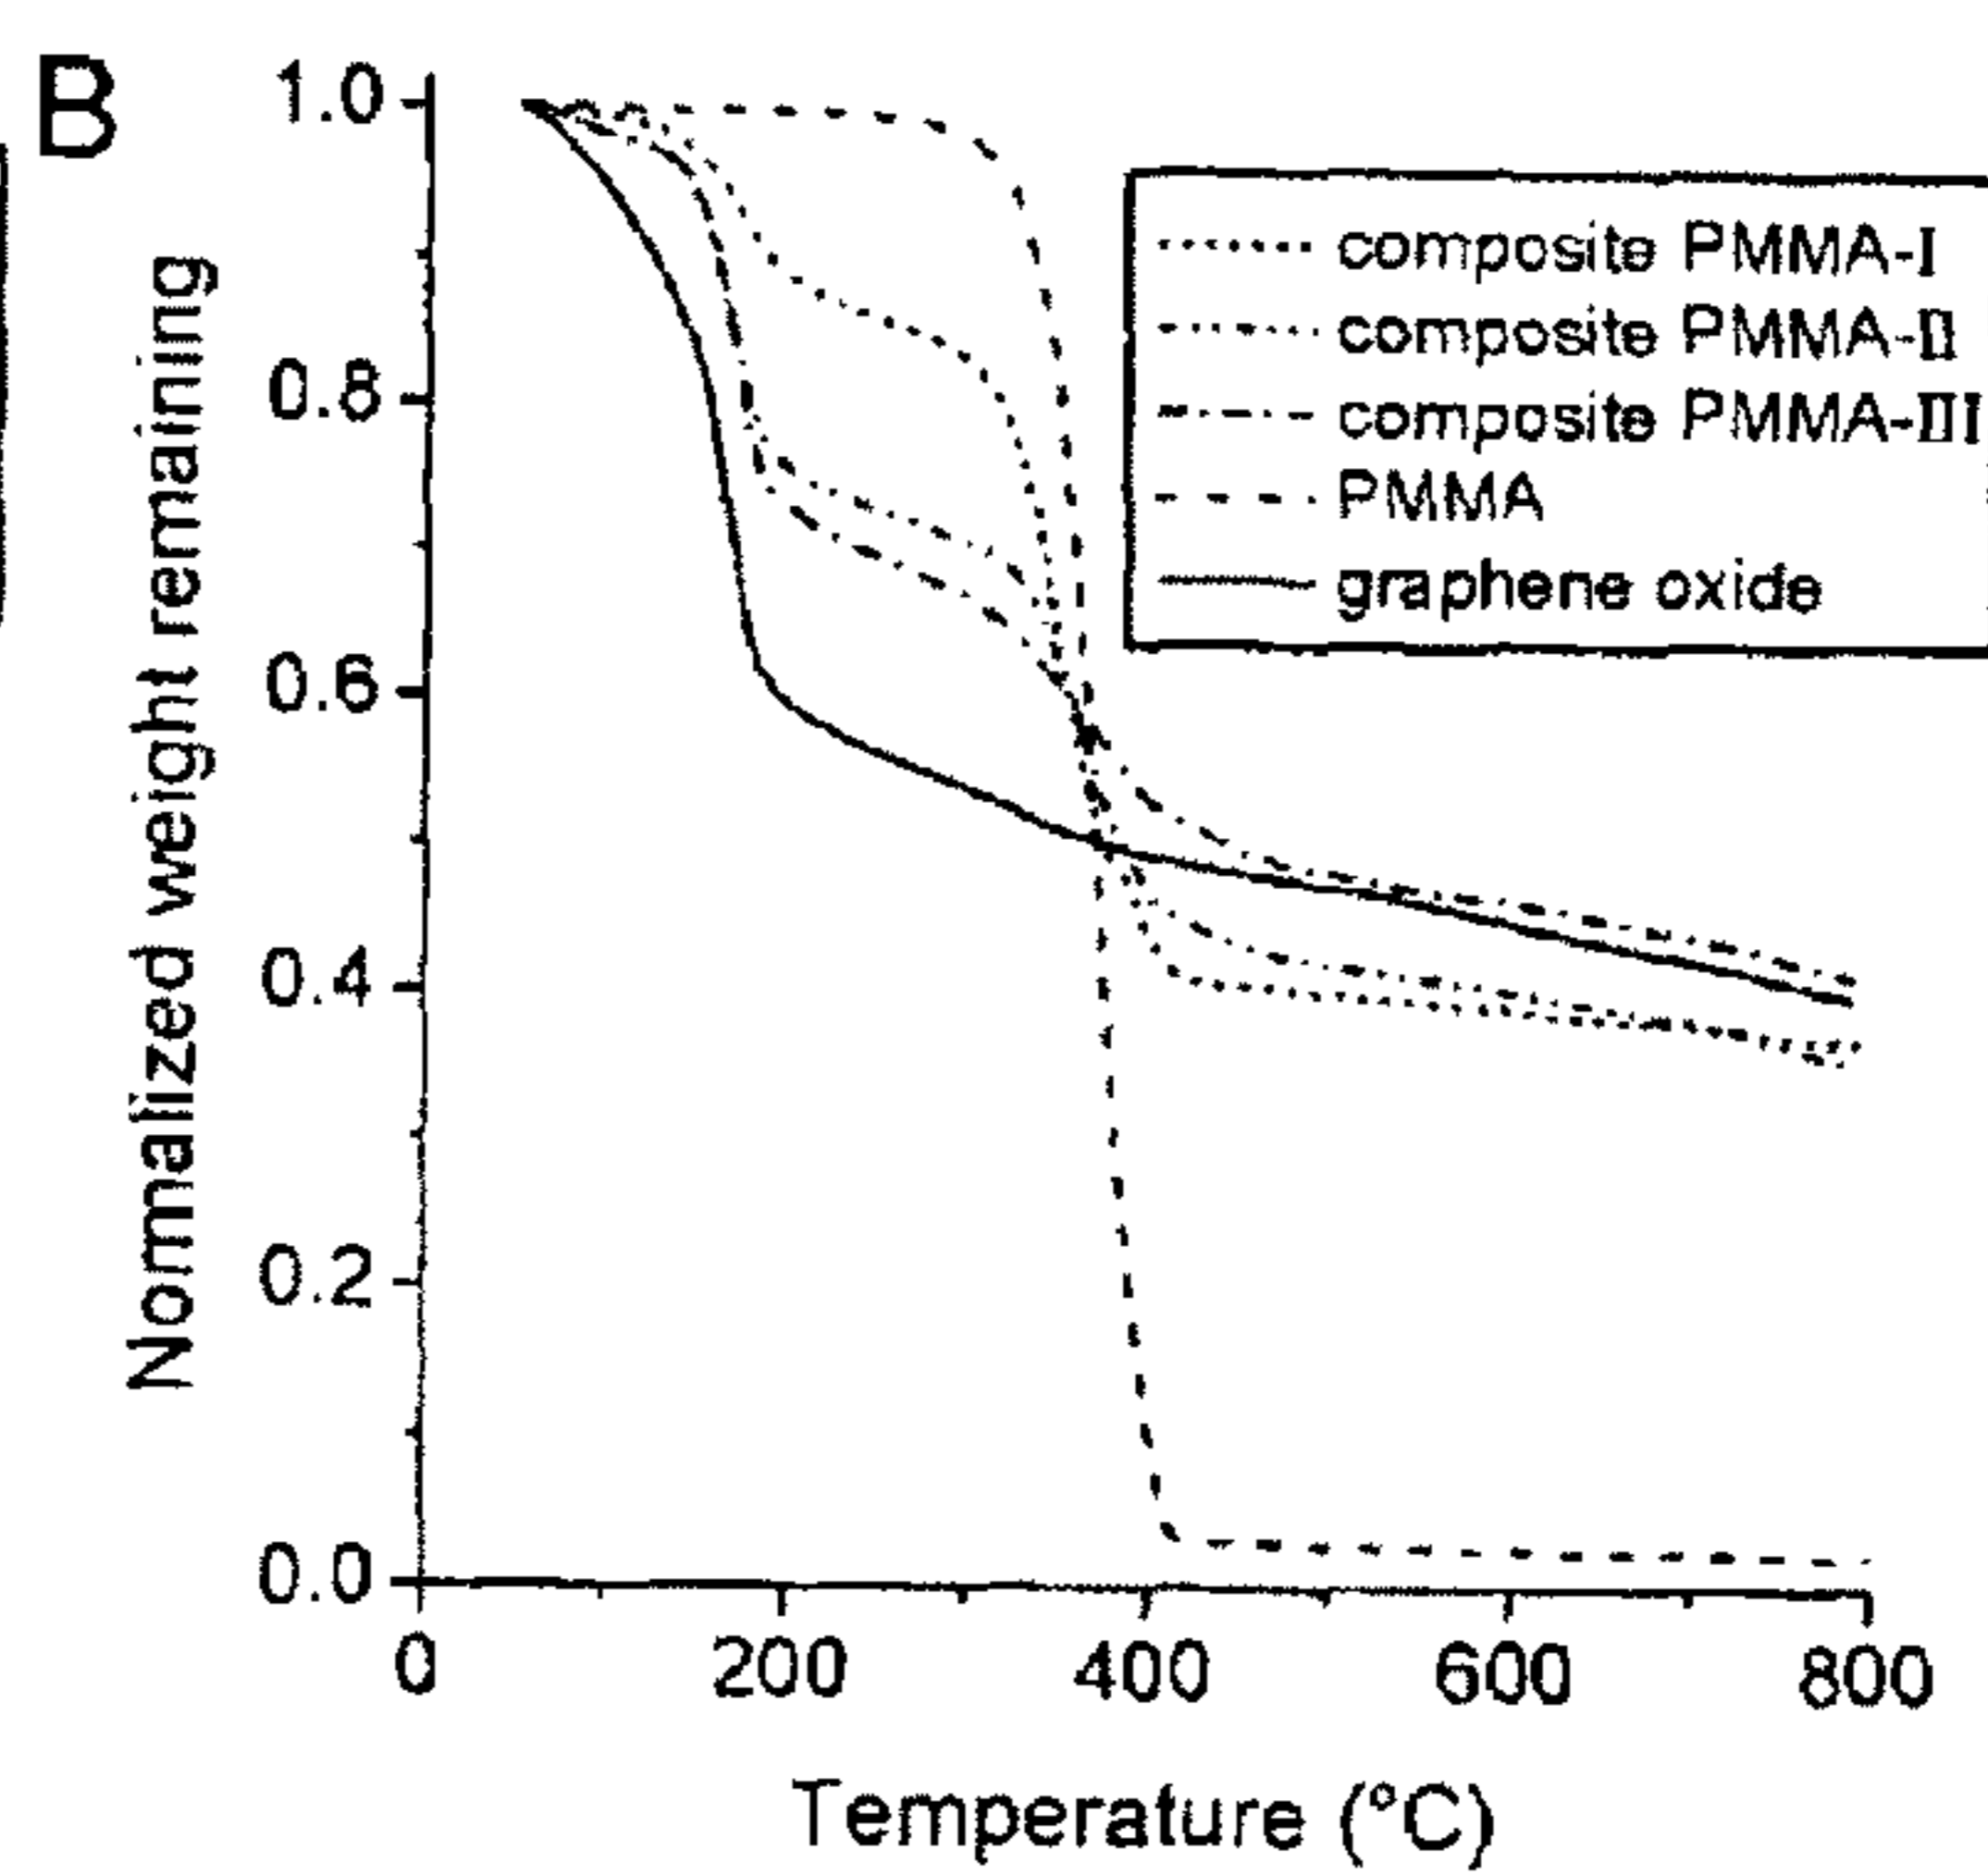 B
Normalized weight remaining
1.0
0.8
0.6
0.4
0.2
0.0
composite PMMA-I
composite PMMA-II
composite PMMA-III
PMMA
graphene oxide
0 200 400 600 800
Temperature (°C)